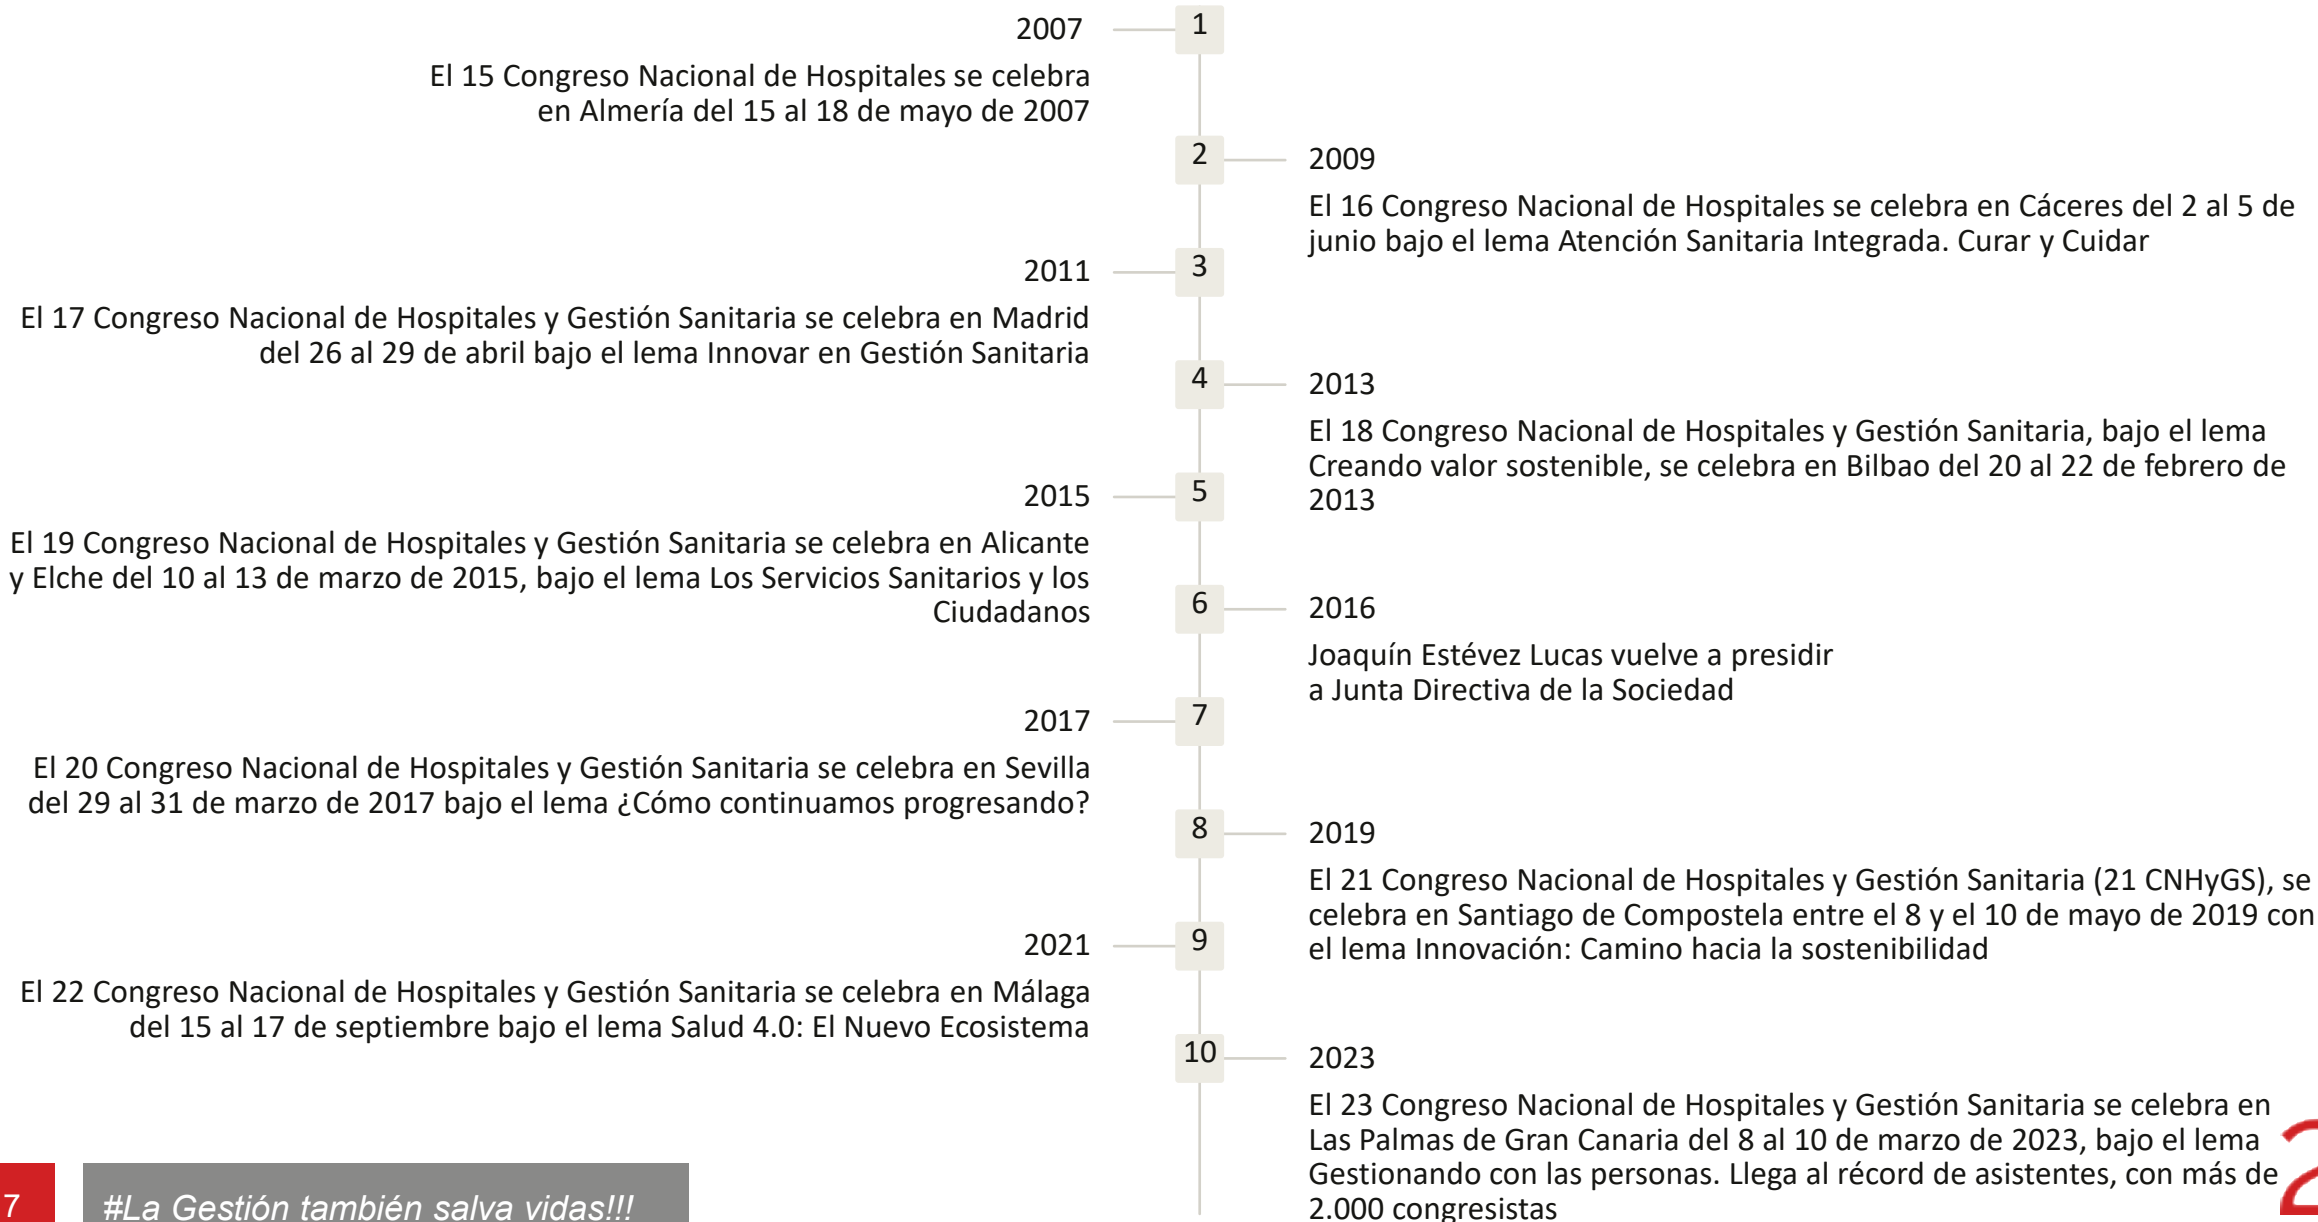 2007
1
El 15 Congreso Nacional de Hospitales se celebra
en Almería del 15 al 18 de mayo de 2007
2
2009
El 16 Congreso Nacional de Hospitales se celebra en Cáceres del 2 al 5 de
junio bajo el lema Atención Sanitaria Integrada. Curar y Cuidar
2011
3
El 17 Congreso Nacional de Hospitales y Gestión Sanitaria se celebra en Madrid
del 26 al 29 de abril bajo el lema Innovar en Gestión Sanitaria
4
2013
El 18 Congreso Nacional de Hospitales y Gestión Sanitaria, bajo el lema
Creando valor sostenible, se celebra en Bilbao del 20 al 22 de febrero de
2013
2015
5
El 19 Congreso Nacional de Hospitales y Gestión Sanitaria se celebra en Alicante
y Elche del 10 al 13 de marzo de 2015, bajo el lema Los Servicios Sanitarios y los
Ciudadanos
6
2016
Joaquín Estévez Lucas vuelve a presidir
a Junta Directiva de la Sociedad
2017
7
El 20 Congreso Nacional de Hospitales y Gestión Sanitaria se celebra en Sevilla
del 29 al 31 de marzo de 2017 bajo el lema ¿Cómo continuamos progresando?
8
2019
El 21 Congreso Nacional de Hospitales y Gestión Sanitaria (21 CNHyGS), se
celebra en Santiago de Compostela entre el 8 y el 10 de mayo de 2019 con
el lema Innovación: Camino hacia la sostenibilidad
2021
9
El 22 Congreso Nacional de Hospitales y Gestión Sanitaria se celebra en Málaga
del 15 al 17 de septiembre bajo el lema Salud 4.0: El Nuevo Ecosistema
10
2023
El 23 Congreso Nacional de Hospitales y Gestión Sanitaria se celebra en
Las Palmas de Gran Canaria del 8 al 10 de marzo de 2023, bajo el lema
Gestionando con las personas. Llega al récord de asistentes, con más de
2.000 congresistas
7
#La Gestión también salva vidas!!!